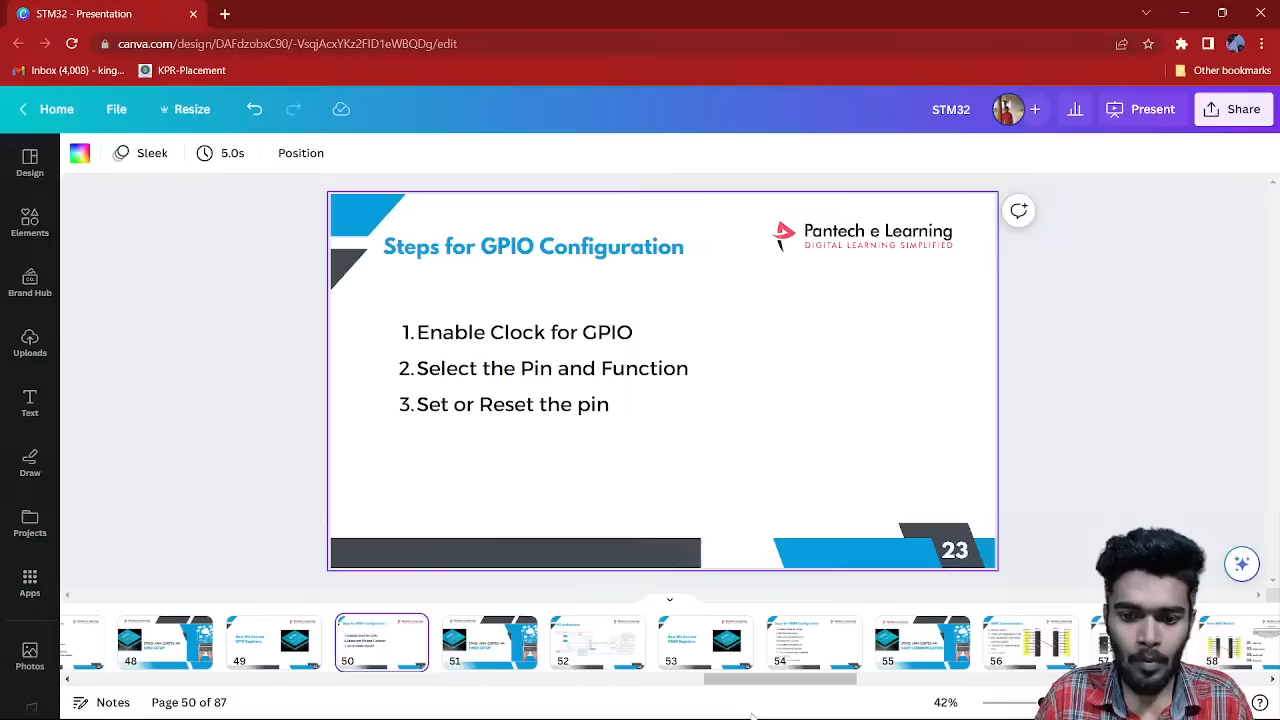 STM32 - Presentation
canva.com/design/DAFdzobxC90/-VsqjAcxYKz2FID1eWBQDg/edit
Inbox (4,008) - king...
KPR-Placement
Other bookmarks
Home
File
Resize
STM32
Present
Share
Design
Elements
Brand Hub
Uploads
Text
Draw
Projects
Apps
Photos
Sleek
5.0s
Position
Steps for GPIO Configuration
Pantech e Learning
DIGITAL LEARNING SIMPLIFIED
1. Enable Clock for GPIO
2. Select the Pin and Function
3. Set or Reset the pin
23
48
49
50
51
52
53
54
55
56
58
Notes
Page 50 of 87
42%